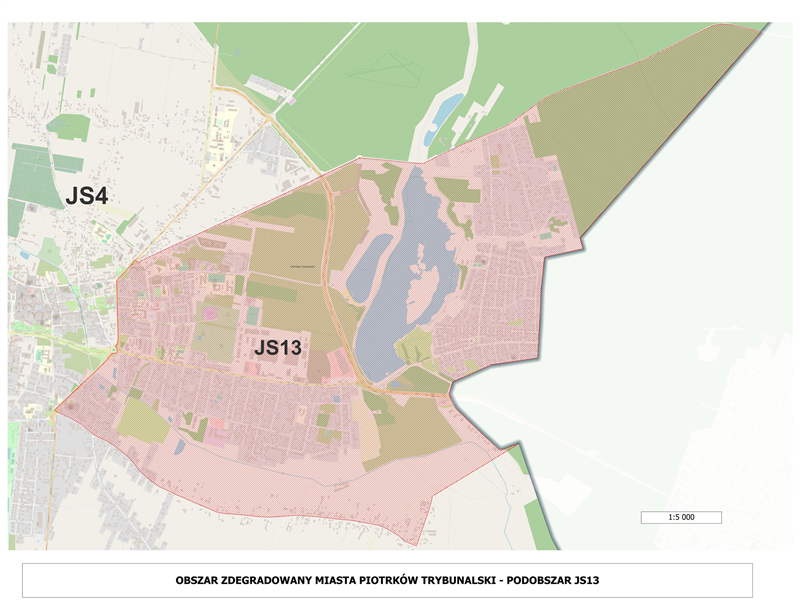 JS4
JS13
1:5 000
OBSZAR ZDEGRADOWANY MIASTA PIOTRKÓW TRYBUNALSKI - PODOBSZAR JS13